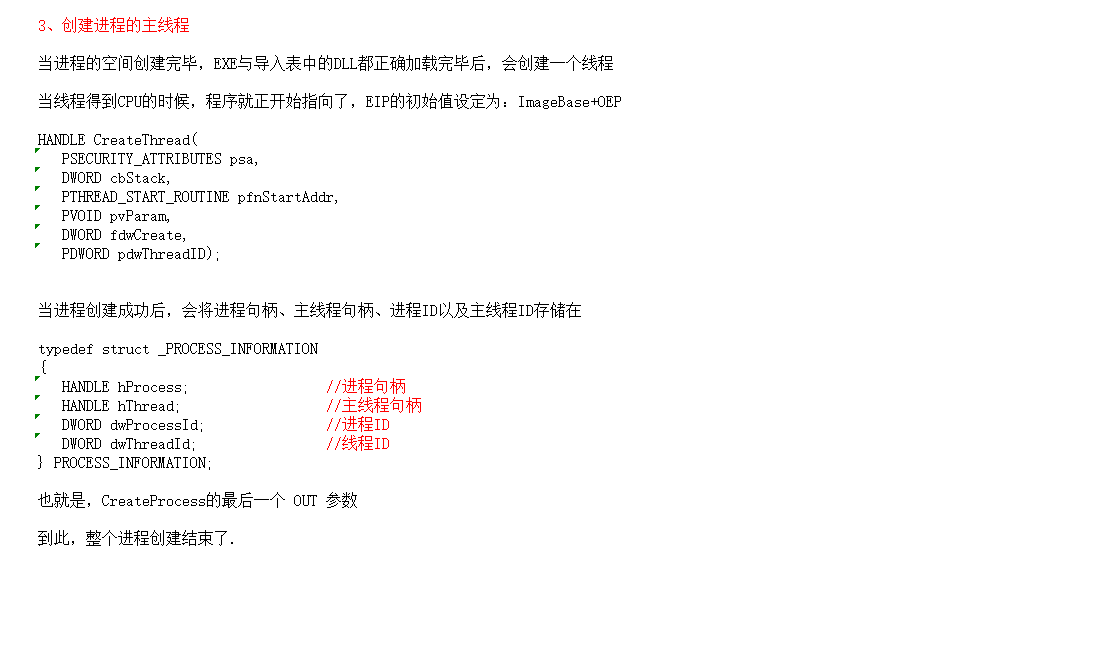 3、创建进程的主线程
当进程的空间创建完毕，EXE与导入表中的DLL都正确加载完毕后，会创建一个线程
当线程得到CPU的时候，程序就正开始指向了，EIP的初始值设定为：ImageBase+OEP
HANDLE CreateThread(
PSECURITY_ATTRIBUTES psa,
DWORD cbStack,
PTHREAD_START_ROUTINE pfnStartAddr,
PVOID pvParam,
DWORD fdwCreate,
PDWORD pdwThreadID);
当进程创建成功后，会将进程句柄、主线程句柄、进程ID以及主线程ID存储在
typedef struct _PROCESS_INFORMATION
{
HANDLE hProcess; //进程句柄
HANDLE hThread; //主线程句柄
DWORD dwProcessId; //进程ID
DWORD dwThreadId; //线程ID
} PROCESS_INFORMATION;
也就是，CreateProcess的最后一个 OUT 参数
到此，整个进程创建结束了.